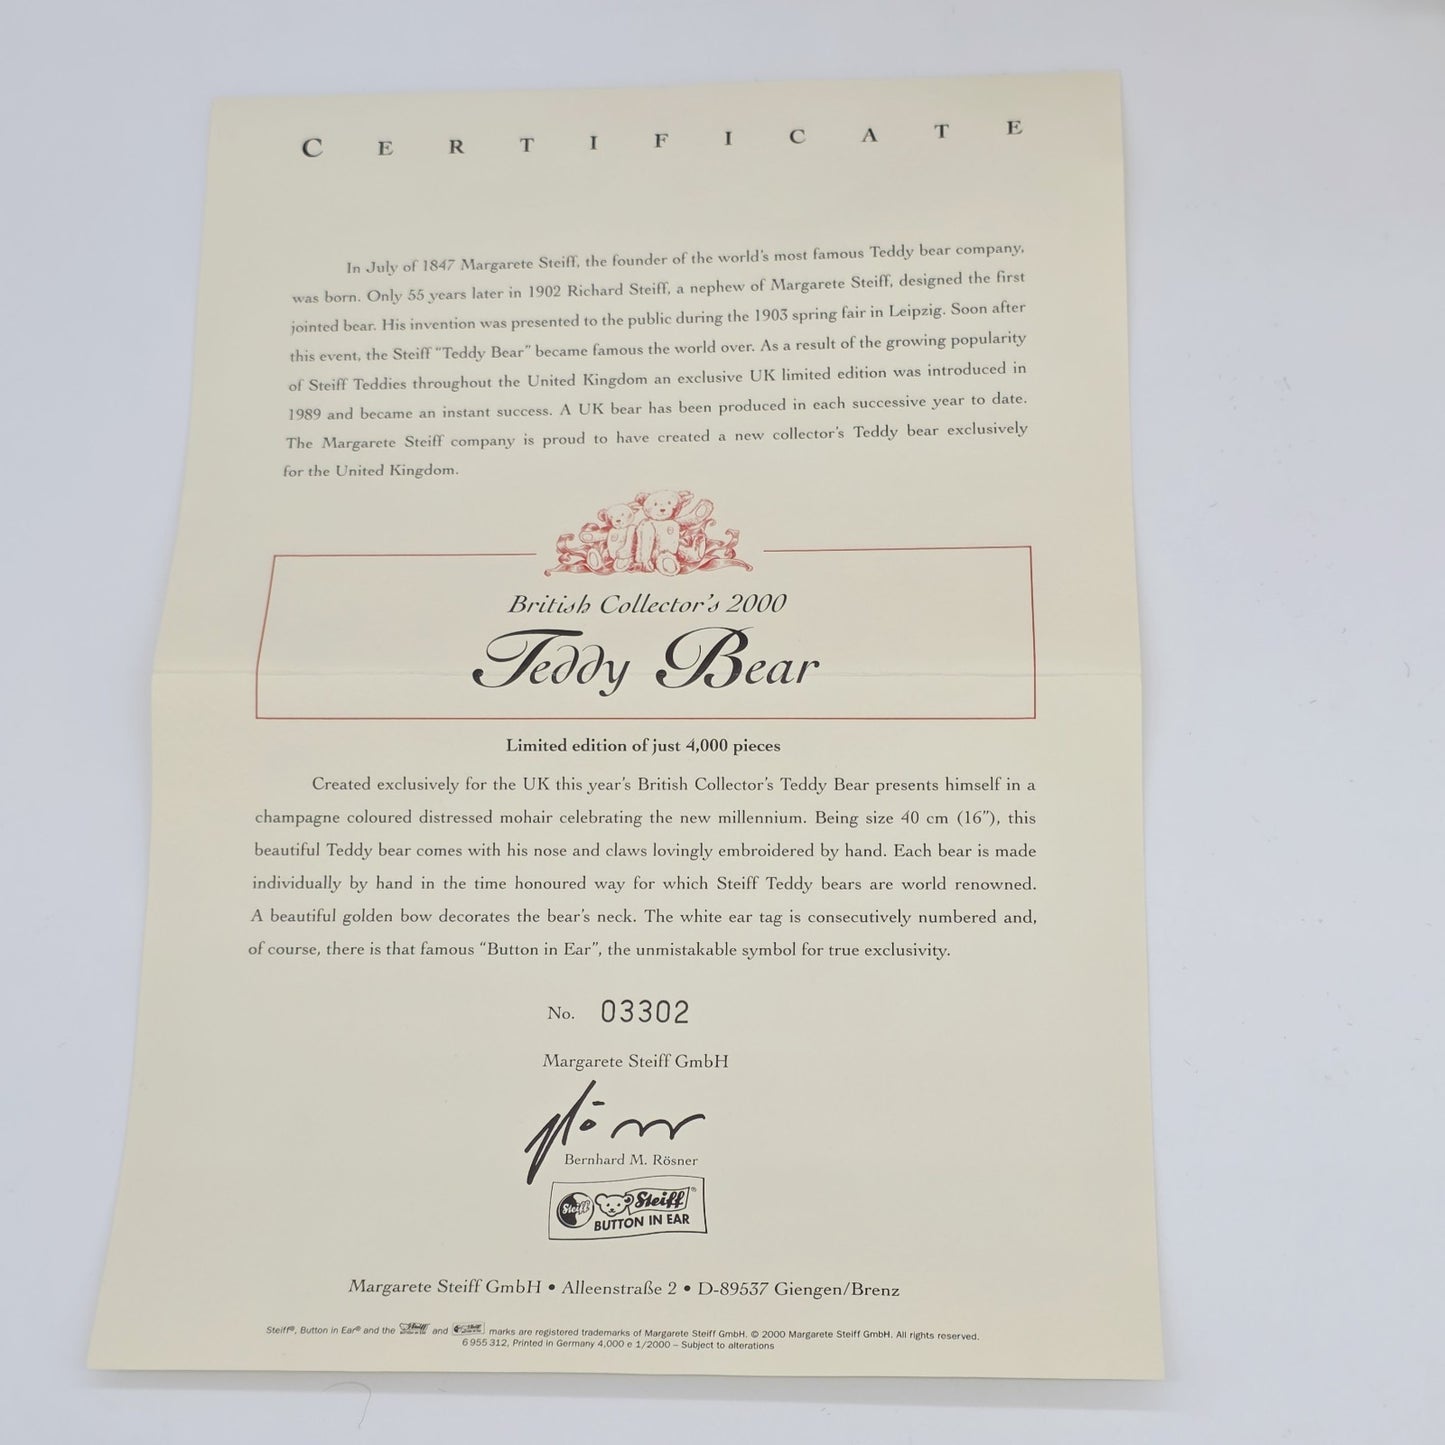 CERTIFICATE
In July of 1847 Margarete Steiff, the founder of the world's most famous Teddy bear company,
was born. Only 55 years later in 1902 Richard Steiff, a nephew of Margarete Steiff, designed the first
jointed bear. His invention was presented to the public during the 1903 spring fair in Leipzig. Soon after
this event, the Steiff "Teddy Bear" became famous the world over. As a result of the growing popularity
of Steiff Teddies throughout the United Kingdom an exclusive UK limited edition was introduced in
1989 and became an instant success. A UK bear has been produced in each successive year to date.
The Margarete Steiff company is proud to have created a new collector's Teddy bear exclusively
for the United Kingdom.
British Collector's 2000
Teddy Bear
Limited edition of just 4,000 pieces
Created exclusively for the UK this year's British Collector's Teddy Bear presents himself in a
champagne coloured distressed mohair celebrating the new millennium. Being size 40 cm (16"), this
beautiful Teddy bear comes with his nose and claws lovingly embroidered by hand. Each bear is made
individually by hand in the time honoured way for which Steiff Teddy bears are world renowned.
A beautiful golden bow decorates the bear's neck. The white ear tag is consecutively numbered and,
of course, there is that famous "Button in Ear", the unmistakable symbol for true exclusivity.
No. 03302
Margarete Steiff GmbH
Bernhard M. Rösner
Steiff Steiff®
BUTTON IN EAR
Margarete Steiff GmbH • Alleenstraße 2 • D-89537 Giengen/Brenz
Steiff®, Button in Ear® and the and marks are registered trademarks of Margarete Steiff GmbH. © 2000 Margarete Steiff GmbH. All rights reserved.
6 955 312, Printed in Germany 4,000 e 1/2000 – Subject to alterations